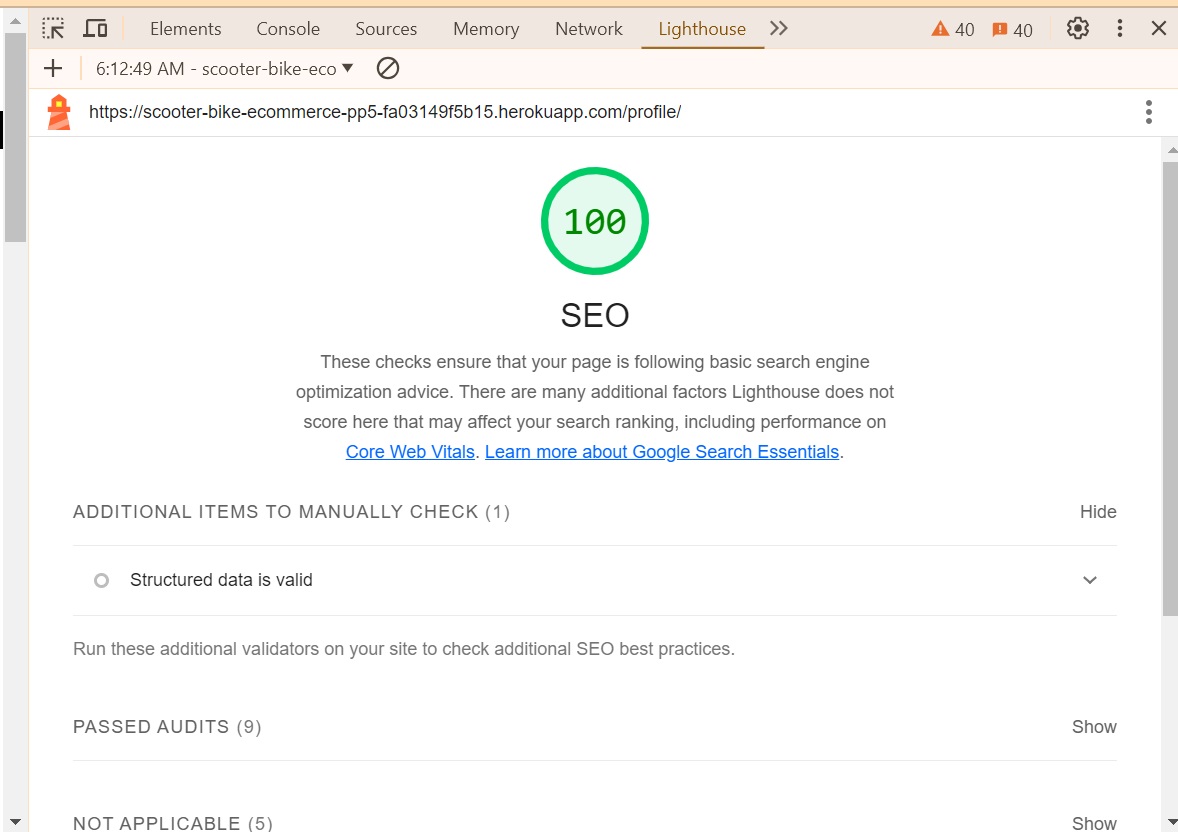 Elements Console Sources Memory Network Lighthouse 40 40
6:12:49 AM - scooter-bike-eco
https://scooter-bike-ecommerce-pp5-fa03149f5b15.herokuapp.com/profile/
100
SEO
These checks ensure that your page is following basic search engine
optimization advice. There are many additional factors Lighthouse does not
score here that may affect your search ranking, including performance on
Core Web Vitals. Learn more about Google Search Essentials.
ADDITIONAL ITEMS TO MANUALLY CHECK (1) Hide
Structured data is valid
Run these additional validators on your site to check additional SEO best practices.
PASSED AUDITS (9) Show
NOT APPLICABLE (5) Show